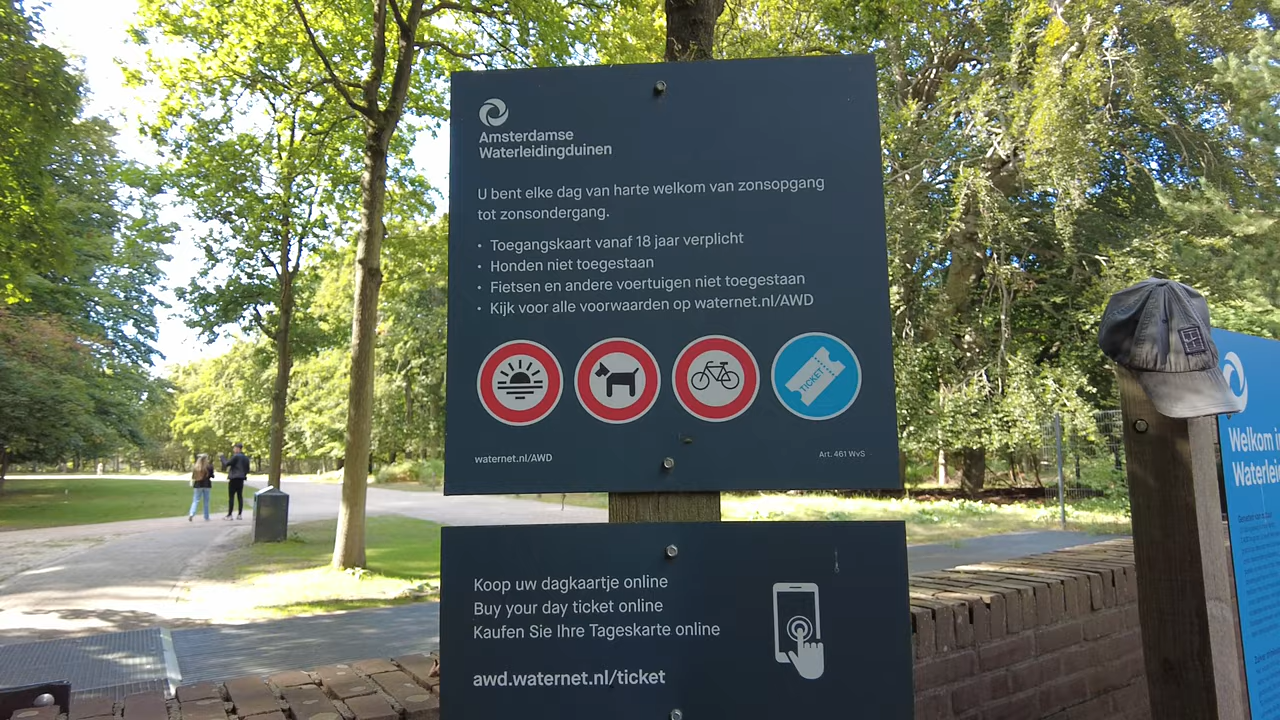 Amsterdamse
Waterleidingduinen
U bent elke dag van harte welkom van zonsopgang
tot zonsondergang.
• Toegangskaart vanaf 18 jaar verplicht
• Honden niet toegestaan
• Fietsen en andere voertuigen niet toegestaan
• Kijk voor alle voorwaarden op waternet.nl/AWD
TICKET
waternet.nl/AWD
Art. 461 WvS
Koop uw dagkaartje online
Buy your day ticket online
Kaufen Sie Ihre Tageskarte online
awd.waternet.nl/ticket
Welkom